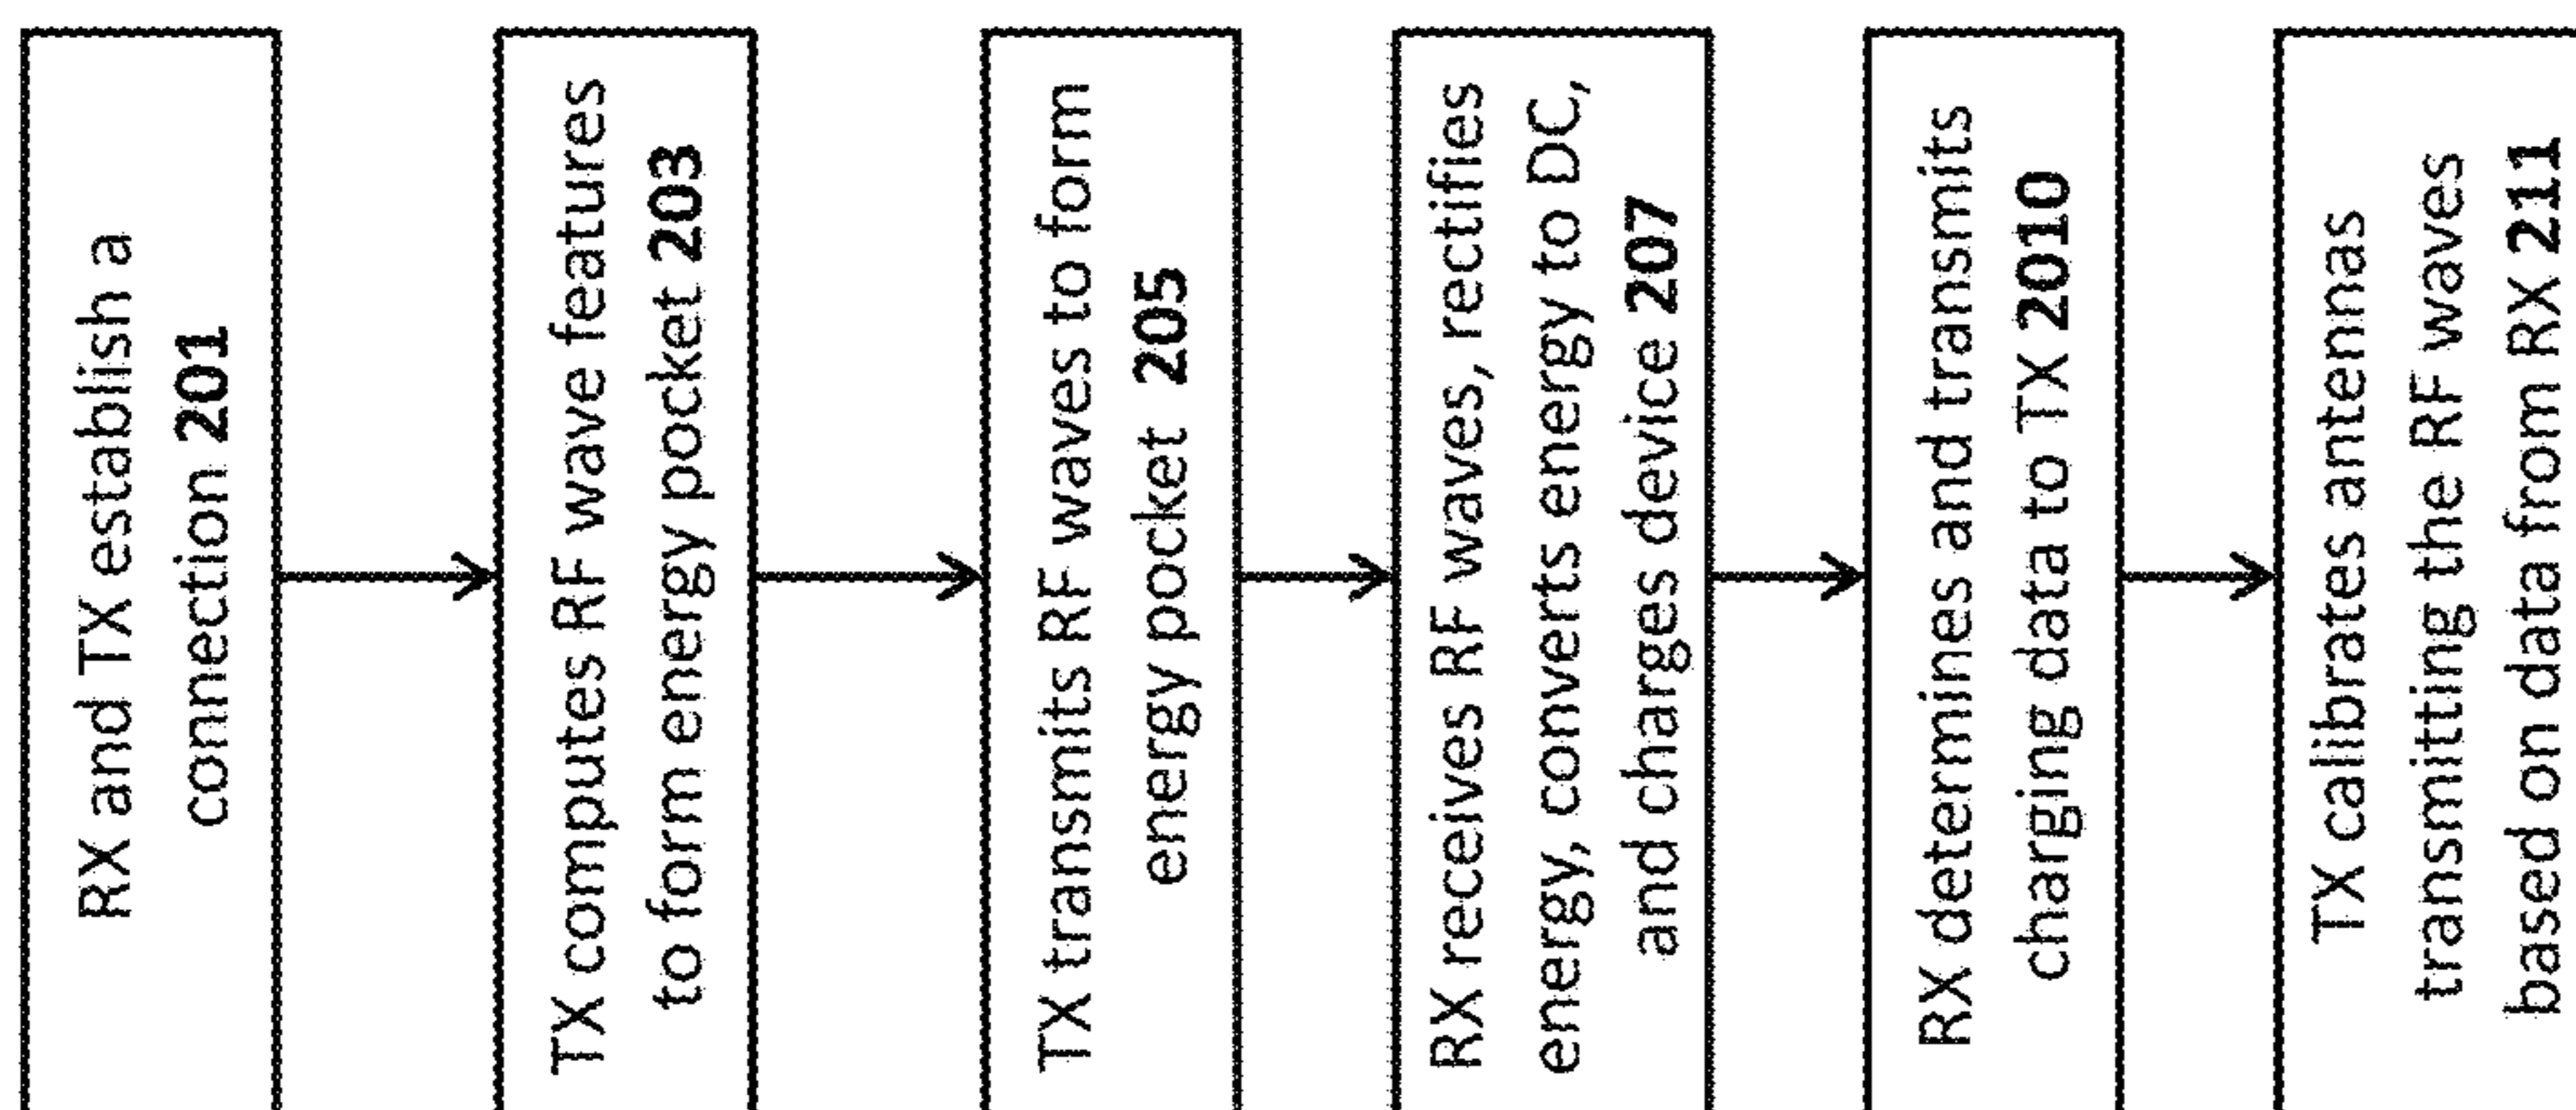 RX and TX establish a
connection 201
TX computes RF wave features
to form energy pocket 203
TX transmits RF waves to form
energy pocket 205
RX receives RF waves, rectifies
energy, converts energy to DC,
and charges device 207
RX determines and transmits
charging data to TX 2010
TX calibrates antennas
transmitting the RF waves
based on data from RX 211